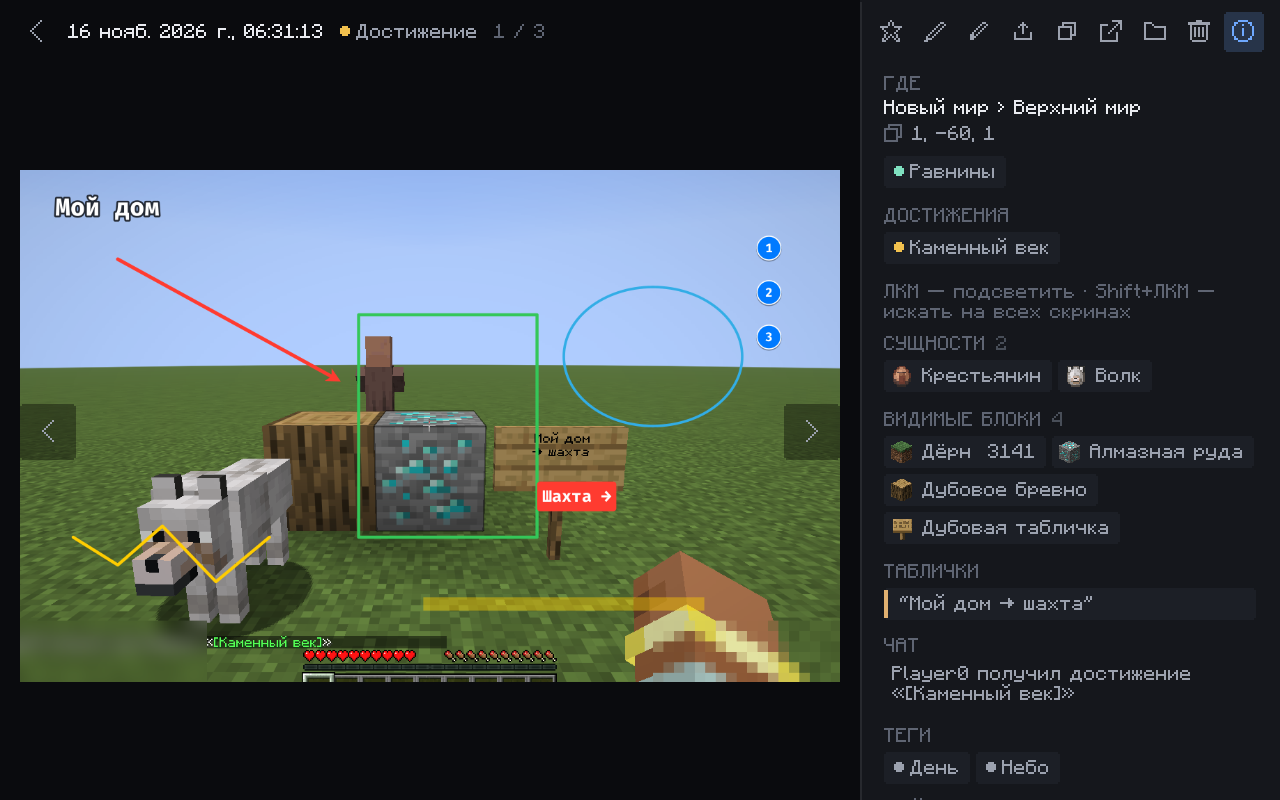 16 нояб. 2026 г., 06:31:13 Достижение 1 / 3
Мой дом
1
2
3
Мой дом
→ шахта
Шахта →
«[Каменный век]»
ГДЕ
Новый мир > Верхний мир
1, -60, 1
Равнины
ДОСТИЖЕНИЯ
Каменный век
ЛКМ — подсветить · Shift+ЛКМ —
искать на всех скринах
СУЩНОСТИ 2
Крестьянин Волк
ВИДИМЫЕ БЛОКИ 4
Дёрн 3141 Алмазная руда
Дубовое бревно
Дубовая табличка
ТАБЛИЧКИ
“Мой дом → шахта”
ЧАТ
Player0 получил достижение
«[Каменный век]»
ТЕГИ
День Небо